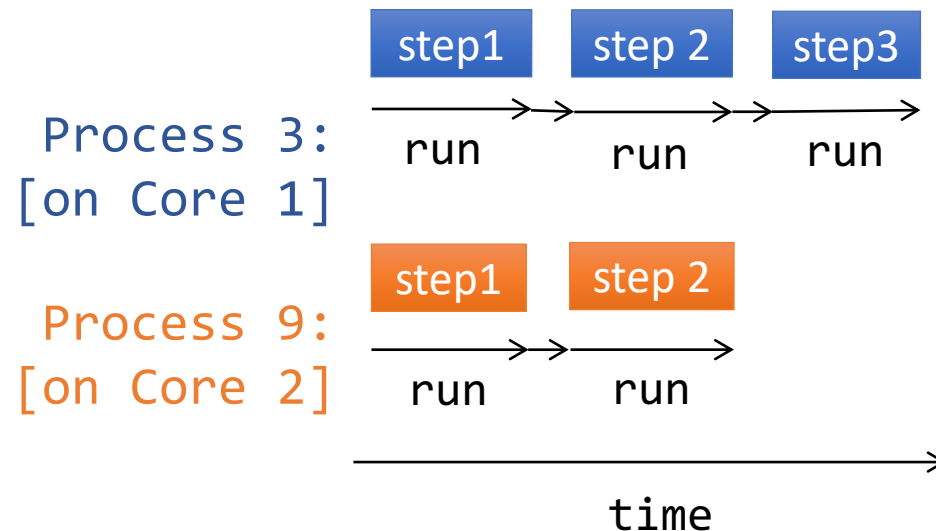 step1 step 2 step3
Process 3:
[on Core 1]
run run run
step1 step 2
Process 9:
[on Core 2]
run run
time